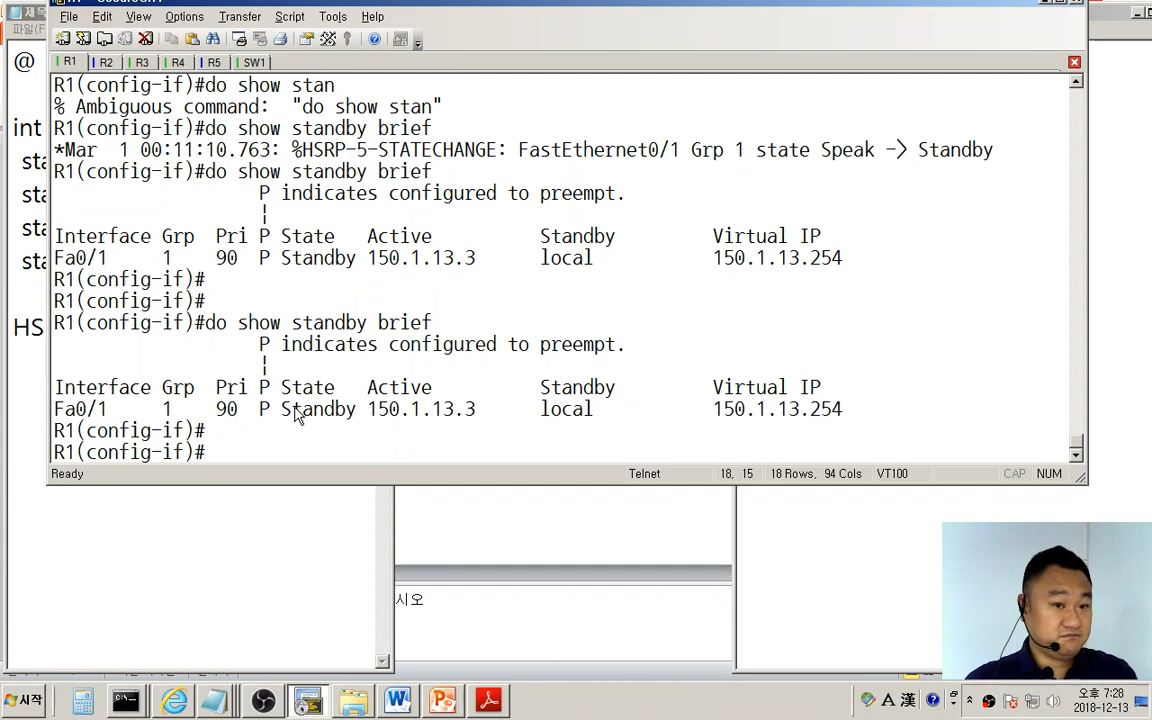 File Edit View Options Transfer Script Tools Help
R1 R2 R3 R4 R5 SW1
R1(config-if)#do show stan
% Ambiguous command:  "do show stan"
R1(config-if)#do show standby brief
*Mar  1 00:11:10.763: %HSRP-5-STATECHANGE: FastEthernet0/1 Grp 1 state Speak -> Standby
R1(config-if)#do show standby brief
P indicates configured to preempt.
|
Interface Grp Pri P State Active Standby Virtual IP
Fa0/1 1 90 P Standby 150.1.13.3 local 150.1.13.254
R1(config-if)#
R1(config-if)#
R1(config-if)#do show standby brief
P indicates configured to preempt.
|
Interface Grp Pri P State Active Standby Virtual IP
Fa0/1 1 90 P Standby 150.1.13.3 local 150.1.13.254
R1(config-if)#
R1(config-if)#
Ready Telnet 18, 15 18 Rows, 94 Cols VT100 CAP NUM
@
int
sta
sta
sta
sta
HS
시오
시작
A 漢
오후 7:28
2018-12-13